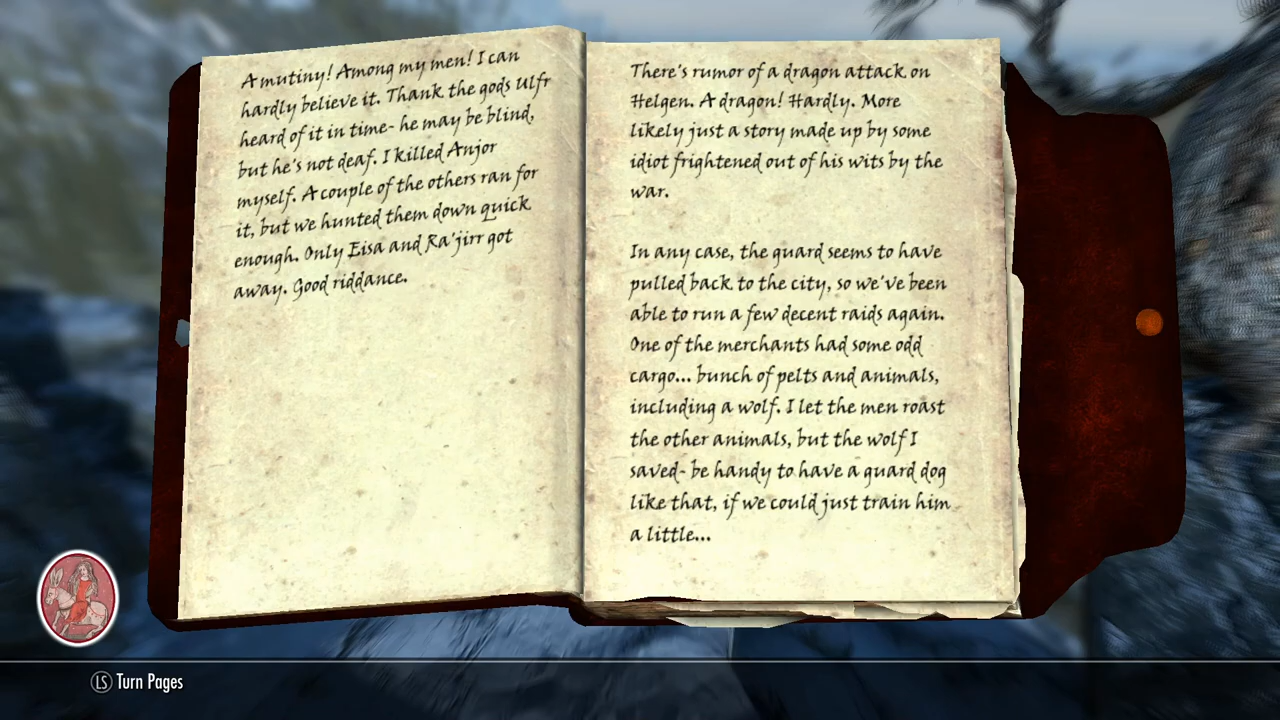 A mutiny! Among my men! I can
hardly believe it. Thank the gods Ulfr
heard of it in time- he may be blind,
but he's not deaf. I killed Anjor
myself. A couple of the others ran for
it, but we hunted them down quick
enough. Only Eisa and Ra'jirr got
away. Good riddance.
There's rumor of a dragon attack on
Helgen. A dragon! Hardly. More
likely just a story made up by some
idiot frightened out of his wits by the
war.
In any case, the guard seems to have
pulled back to the city, so we've been
able to run a few decent raids again.
One of the merchants had some odd
cargo... bunch of pelts and animals,
including a wolf. I let the men roast
the other animals, but the wolf I
saved- be handy to have a guard dog
like that, if we could just train him
a little...
LS Turn Pages